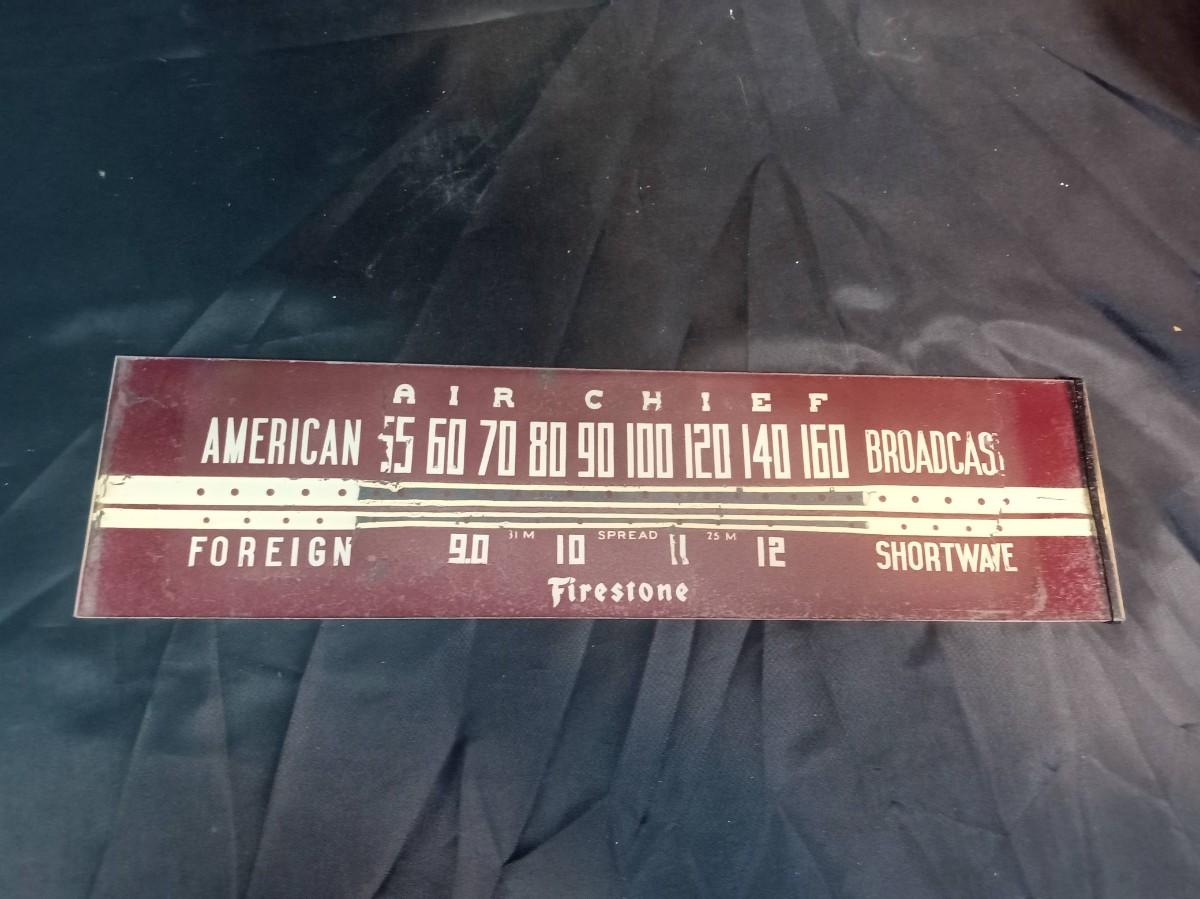 AIR CHIEF
AMERICAN 55 60 70 80 90 100 120 140 160 BROADCAST
31 M SPREAD 25 M
FOREIGN 9.0 10 11 12 SHORTWAVE
Firestone